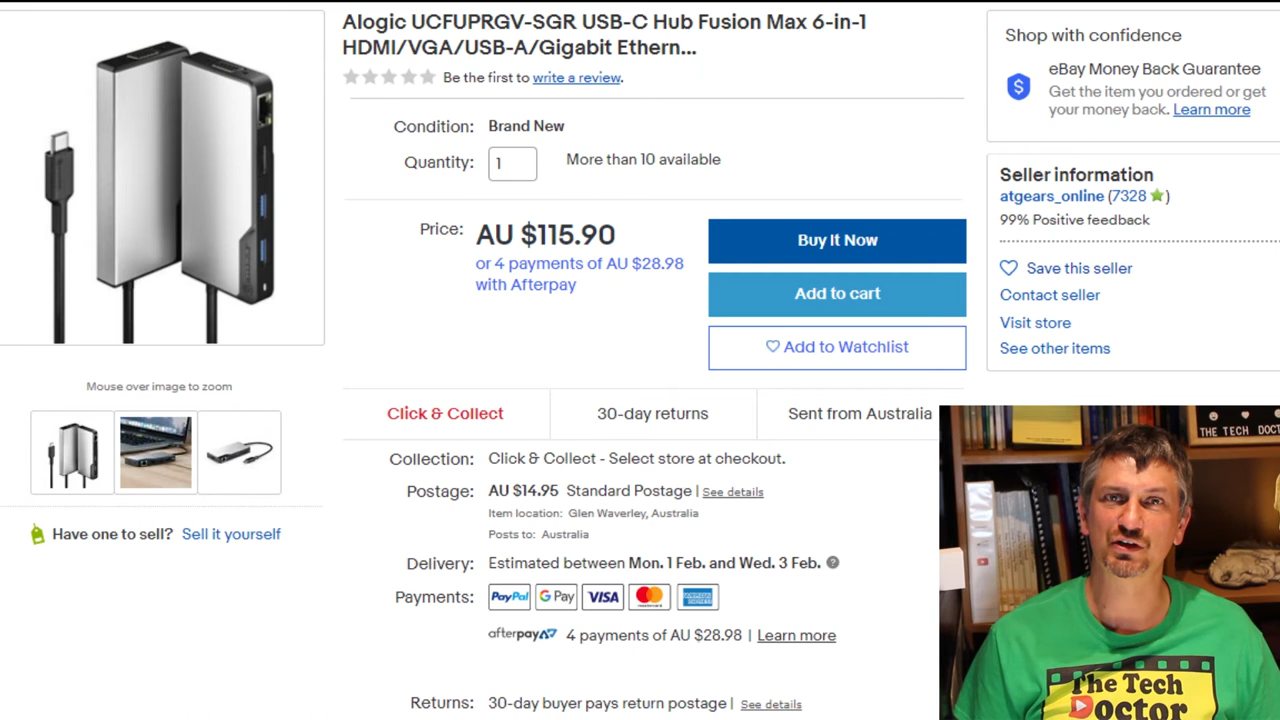 Alogic UCFUPRGV-SGR USB-C Hub Fusion Max 6-in-1
HDMI/VGA/USB-A/Gigabit Ethern...
Be the first to write a review.
Condition: Brand New
Quantity: 1 More than 10 available
Price: AU $115.90
or 4 payments of AU $28.98
with Afterpay
Buy It Now
Add to cart
Add to Watchlist
Mouse over image to zoom
Have one to sell? Sell it yourself
Click & Collect
30-day returns
Sent from Australia
Collection: Click & Collect - Select store at checkout.
Postage: AU $14.95 Standard Postage | See details
Item location: Glen Waverley, Australia
Posts to: Australia
Delivery: Estimated between Mon. 1 Feb. and Wed. 3 Feb.
Payments: PayPal G Pay VISA mastercard AMERICAN EXPRESS
afterpay 4 payments of AU $28.98 | Learn more
Returns: 30-day buyer pays return postage | See details
Shop with confidence
eBay Money Back Guarantee
Get the item you ordered or get
your money back. Learn more
Seller information
atgears_online (7328)
99% Positive feedback
Save this seller
Contact seller
Visit store
See other items
THE TECH DOCT
The Tech
Doctor